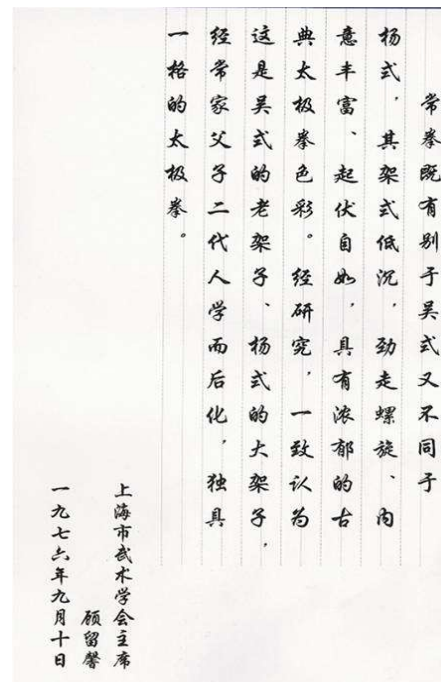 常拳既有别于吴式又不同于
杨式，其架式低沉，劲走螺旋、内
意丰富、起伏自如，具有浓郁的古
典太极拳色彩。经研究，一致认为
这是吴式的老架子、杨式的大架子，
经常家父子二代人学而后化，独具
一格的太极拳。
上海市武术学会主席
顾留馨
一九七六年九月十日